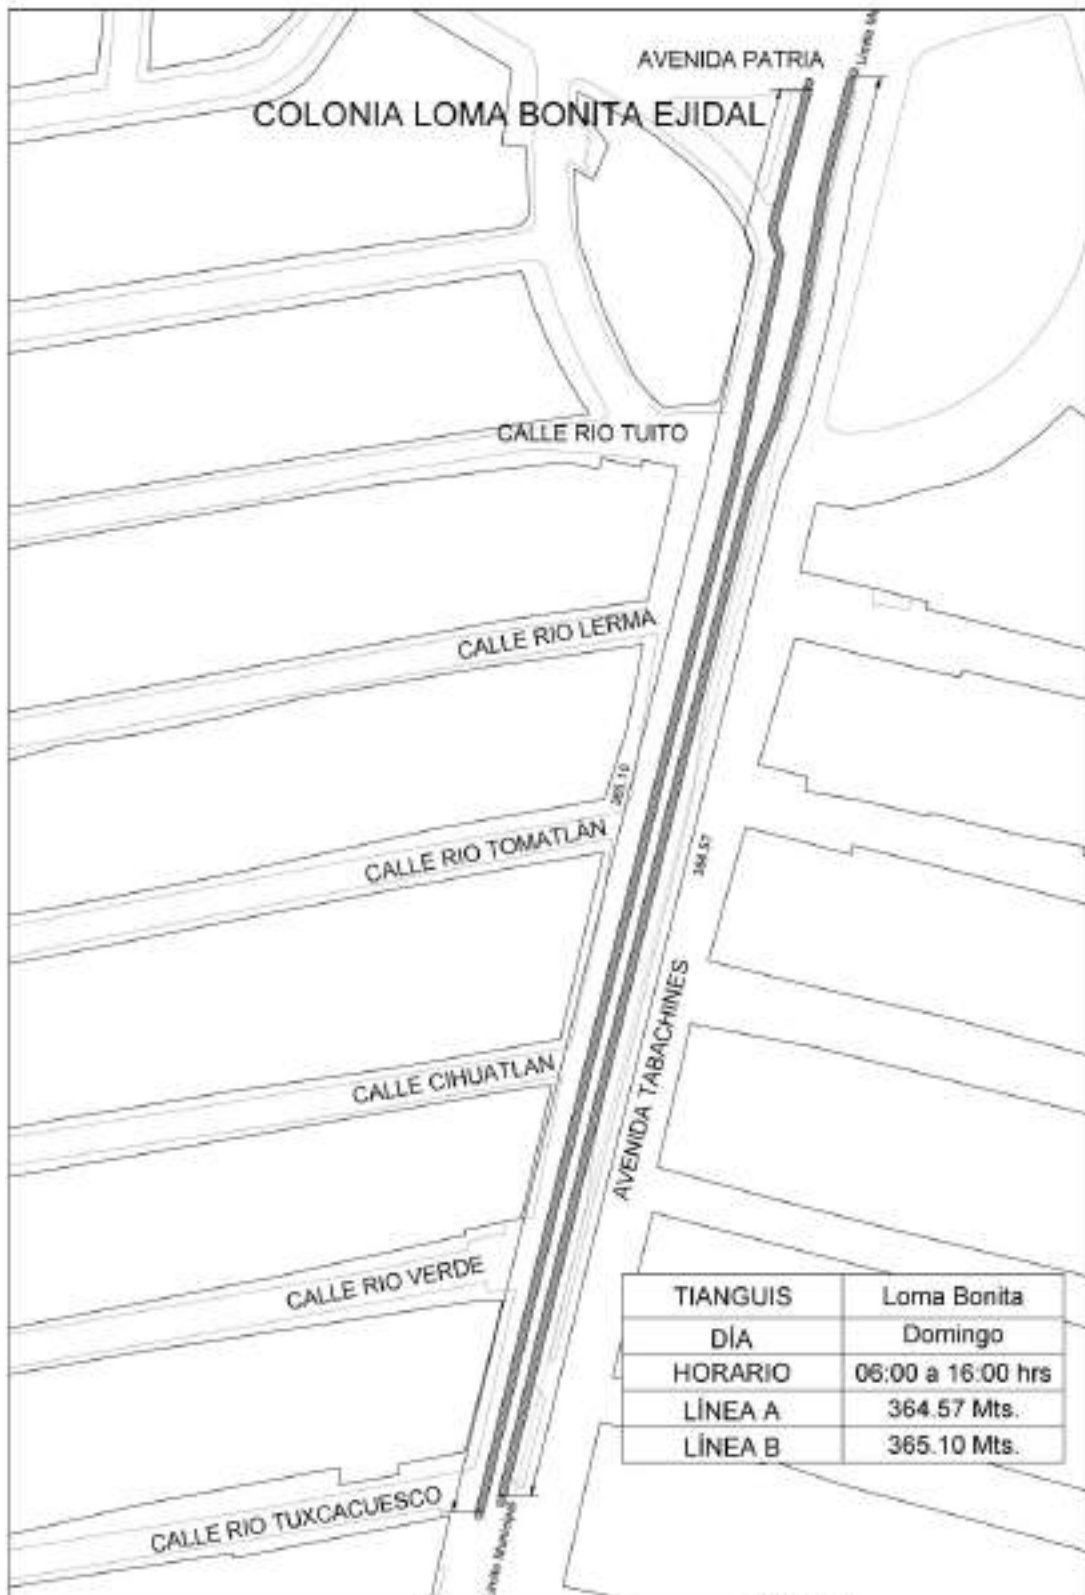 AVENIDA PATRIA
COLONIA LOMA BONITA EJIDAL
CALLE RIO TUITO
CALLE RIO LERMA
365.10
CALLE RIO TOMATLÁN
364.57
AVENIDA TABACHINES
CALLE CIHUATLAN
CALLE RIO VERDE
TIANGUIS Loma Bonita
DÍA Domingo
HORARIO 06:00 a 16:00 hrs
LÍNEA A 364.57 Mts.
LÍNEA B 365.10 Mts.
CALLE RIO TUXCACUESCO